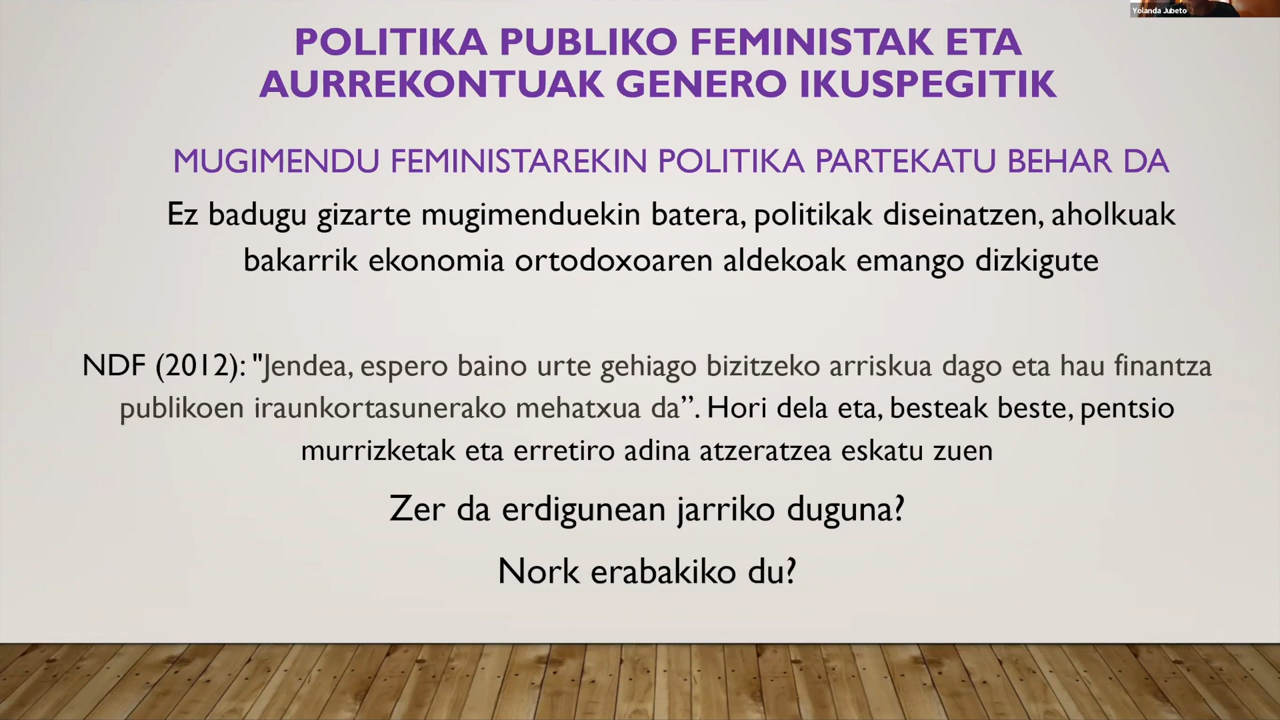 Yolanda Jubeto
POLITIKA PUBLIKO FEMINISTAK ETA
AURREKONTUAK GENERO IKUSPEGITIK
MUGIMENDU FEMINISTAREKIN POLITIKA PARTEKATU BEHAR DA
Ez badugu gizarte mugimenduekin batera, politikak diseinatzen, aholkuak
bakarrik ekonomia ortodoxoaren aldekoak emango dizkigute
NDF (2012): "Jendea, espero baino urte gehiago bizitzeko arriskua dago eta hau finantza
publikoen iraunkortasunerako mehatxua da”. Hori dela eta, besteak beste, pentsio
murrizketak eta erretiro adina atzeratzea eskatu zuen
Zer da erdigunean jarriko duguna?
Nork erabakiko du?